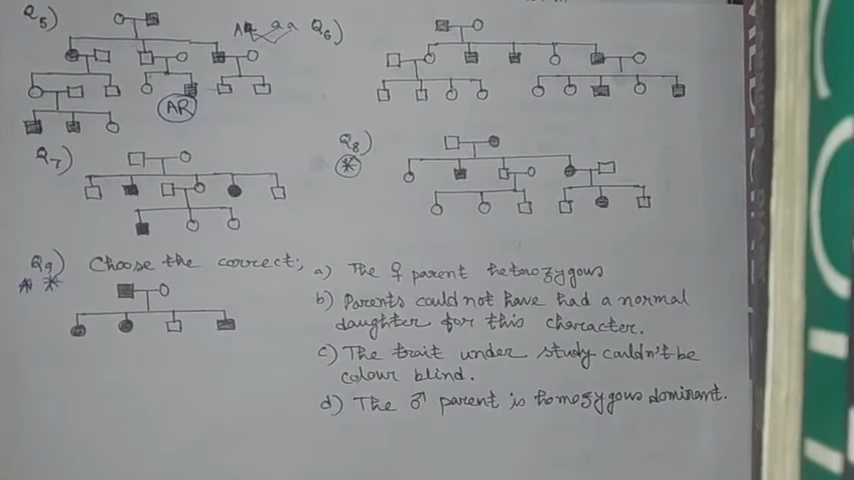 Q5)
AR aa
Q6)
AR
Q7)
Q8)
*
Q9) Choose the correct;
**
a) The ♀ parent heterozygous
b) Parents could not have had a normal
daughter for this character.
c) The trait under study couldn't be
colour blind.
d) The ♂ parent is homozygous dominant.